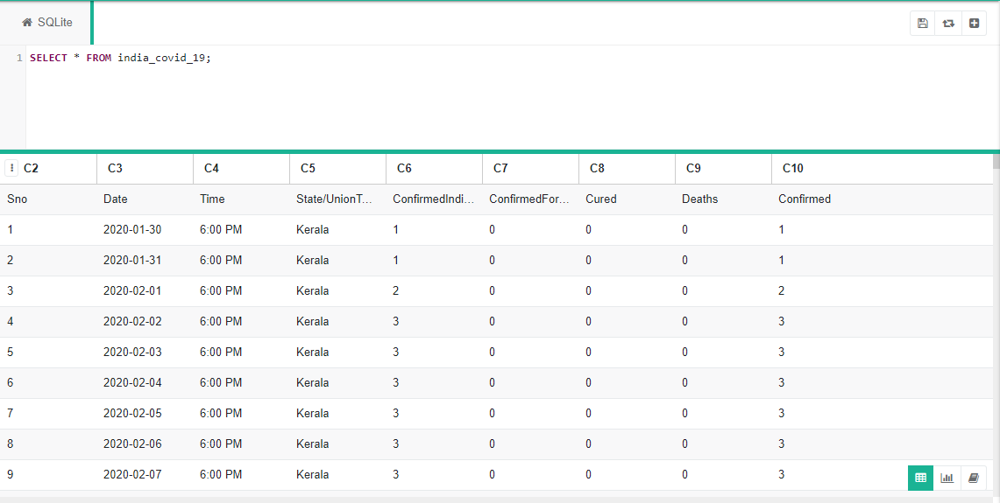 SQLite
1 SELECT * FROM india_covid_19;
C2 C3 C4 C5 C6 C7 C8 C9 C10
Sno Date Time State/UnionT... ConfirmedIndi... ConfirmedFor... Cured Deaths Confirmed
1 2020-01-30 6:00 PM Kerala 1 0 0 0 1
2 2020-01-31 6:00 PM Kerala 1 0 0 0 1
3 2020-02-01 6:00 PM Kerala 2 0 0 0 2
4 2020-02-02 6:00 PM Kerala 3 0 0 0 3
5 2020-02-03 6:00 PM Kerala 3 0 0 0 3
6 2020-02-04 6:00 PM Kerala 3 0 0 0 3
7 2020-02-05 6:00 PM Kerala 3 0 0 0 3
8 2020-02-06 6:00 PM Kerala 3 0 0 0 3
9 2020-02-07 6:00 PM Kerala 3 0 0 0 3